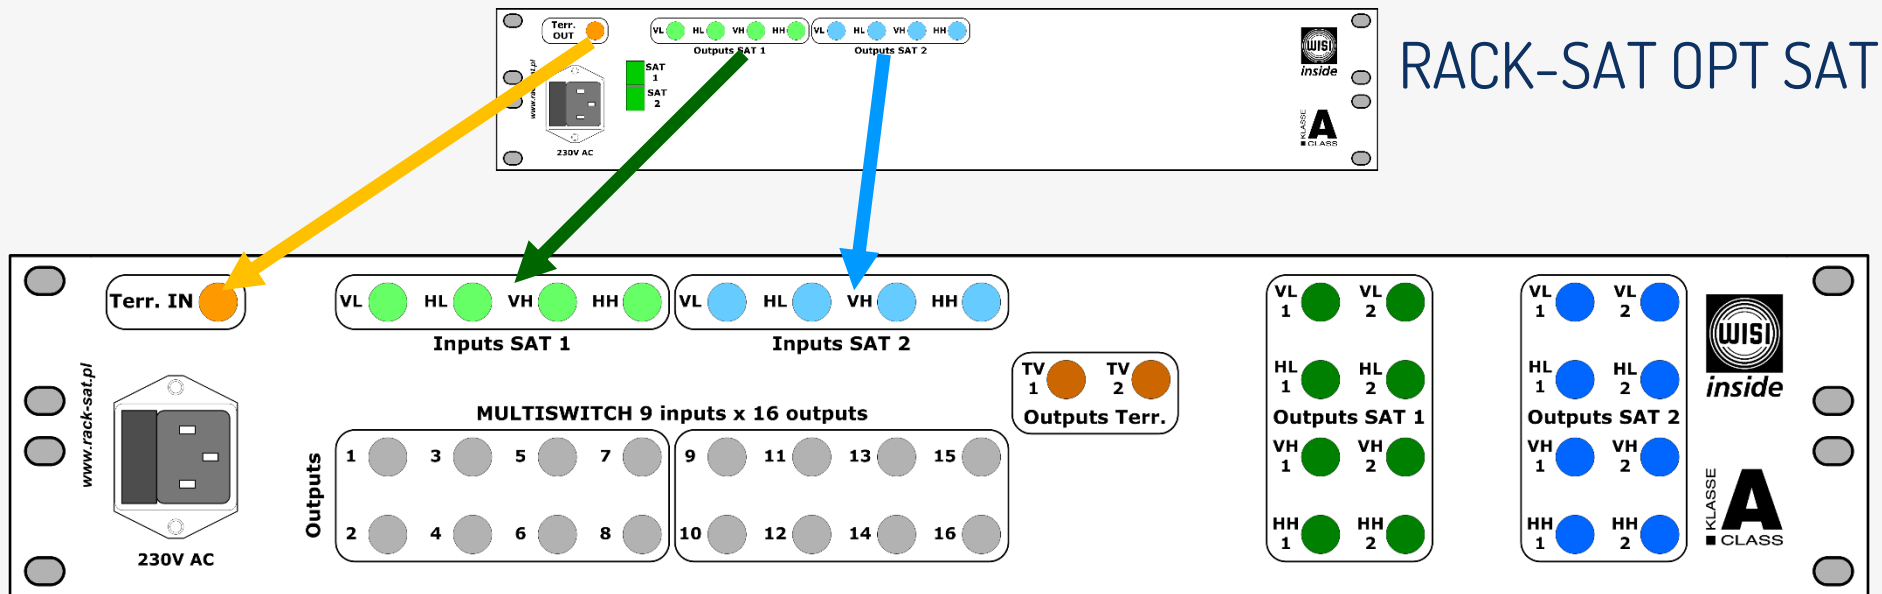 RACK-SAT OPT SAT
Terr.
OUT
VL HL VH HH
Outputs SAT 1
VL HL VH HH
Outputs SAT 2
SAT
1
SAT
2
www.rack-sat.pl
230V AC
WISI
inside
KLASSE
A
CLASS
Terr. IN
VL HL VH HH
Inputs SAT 1
VL HL VH HH
Inputs SAT 2
www.rack-sat.pl
230V AC
MULTISWITCH 9 inputs x 16 outputs
Outputs
1 3 5 7 9 11 13 15
2 4 6 8 10 12 14 16
TV 1 TV 2
Outputs Terr.
VL 1 VL 2
HL 1 HL 2
Outputs SAT 1
VH 1 VH 2
HH 1 HH 2
VL 1 VL 2
HL 1 HL 2
Outputs SAT 2
VH 1 VH 2
HH 1 HH 2
WISI
inside
KLASSE
A
CLASS